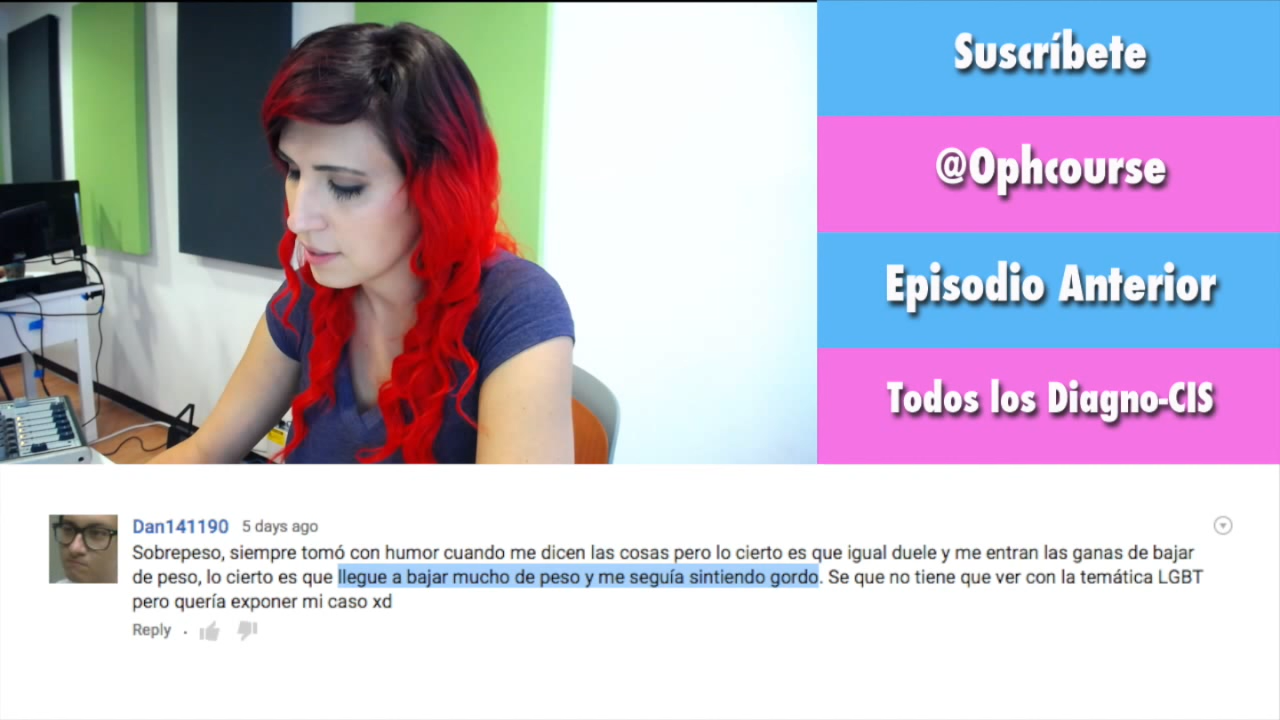 Suscríbete
@Ophcourse
Episodio Anterior
Todos los Diagno-CIS
Dan141190 5 days ago
Sobrepeso, siempre tomó con humor cuando me dicen las cosas pero lo cierto es que igual duele y me entran las ganas de bajar
de peso, lo cierto es que llegue a bajar mucho de peso y me seguía sintiendo gordo. Se que no tiene que ver con la temática LGBT
pero quería exponer mi caso xd
Reply .